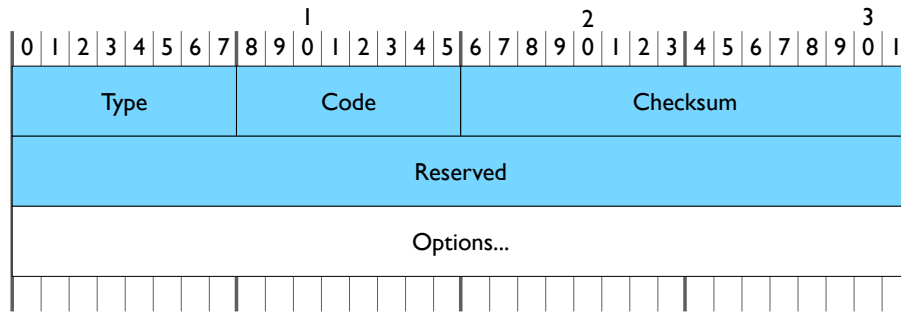 1 2 3
0 1 2 3 4 5 6 7 8 9 0 1 2 3 4 5 6 7 8 9 0 1 2 3 4 5 6 7 8 9 0 1
Type Code Checksum
Reserved
Options...